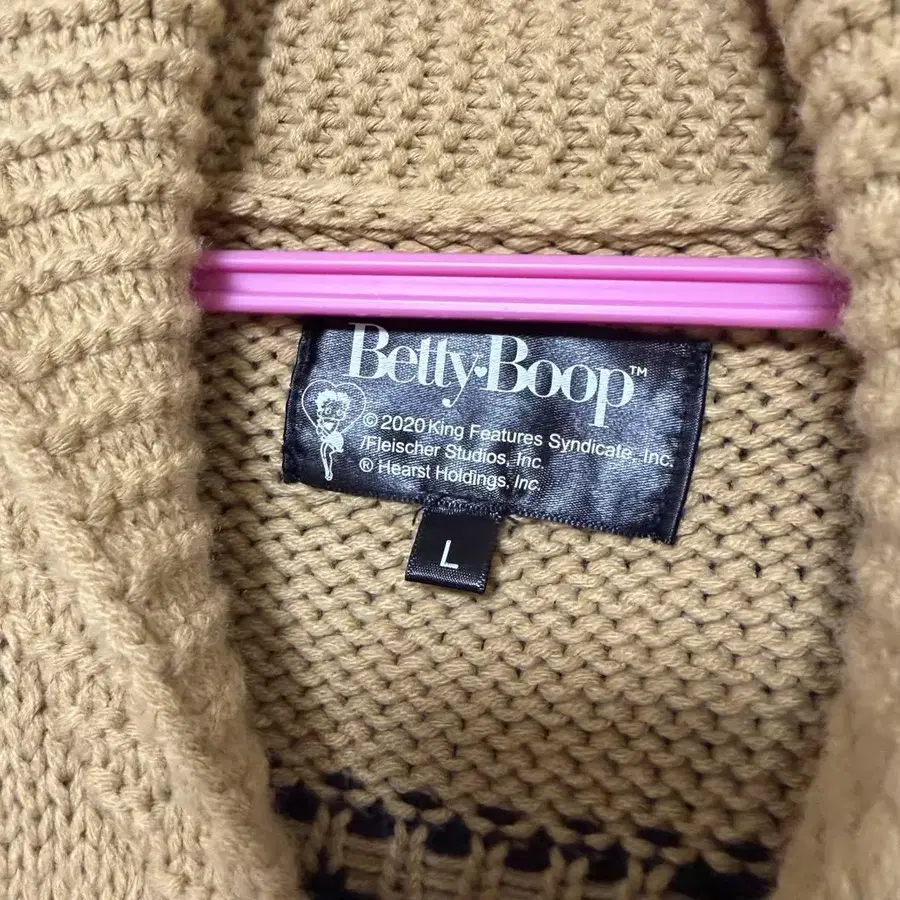 Betty Boop™
© 2020 King Features Syndicate, Inc.
/Fleischer Studios, Inc.
® Hearst Holdings, Inc.
L